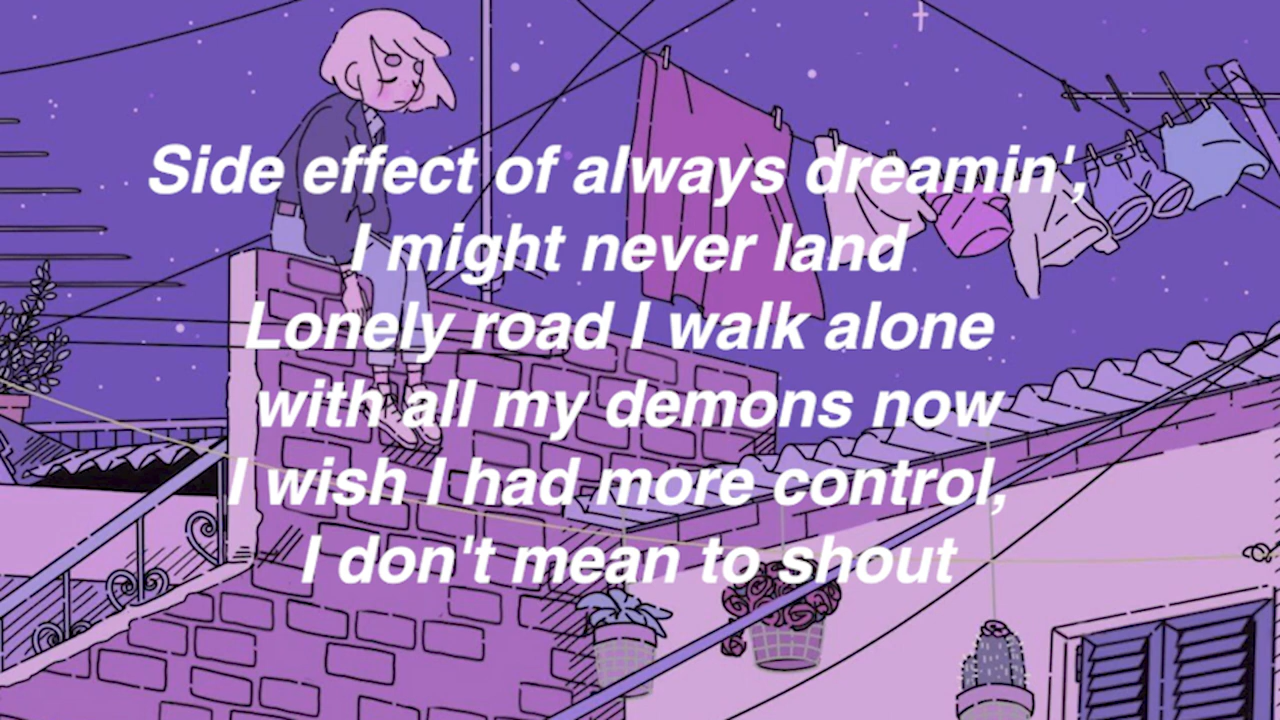 Side effect of always dreamin',
I might never land
Lonely road I walk alone
with all my demons now
I wish I had more control,
I don't mean to shout